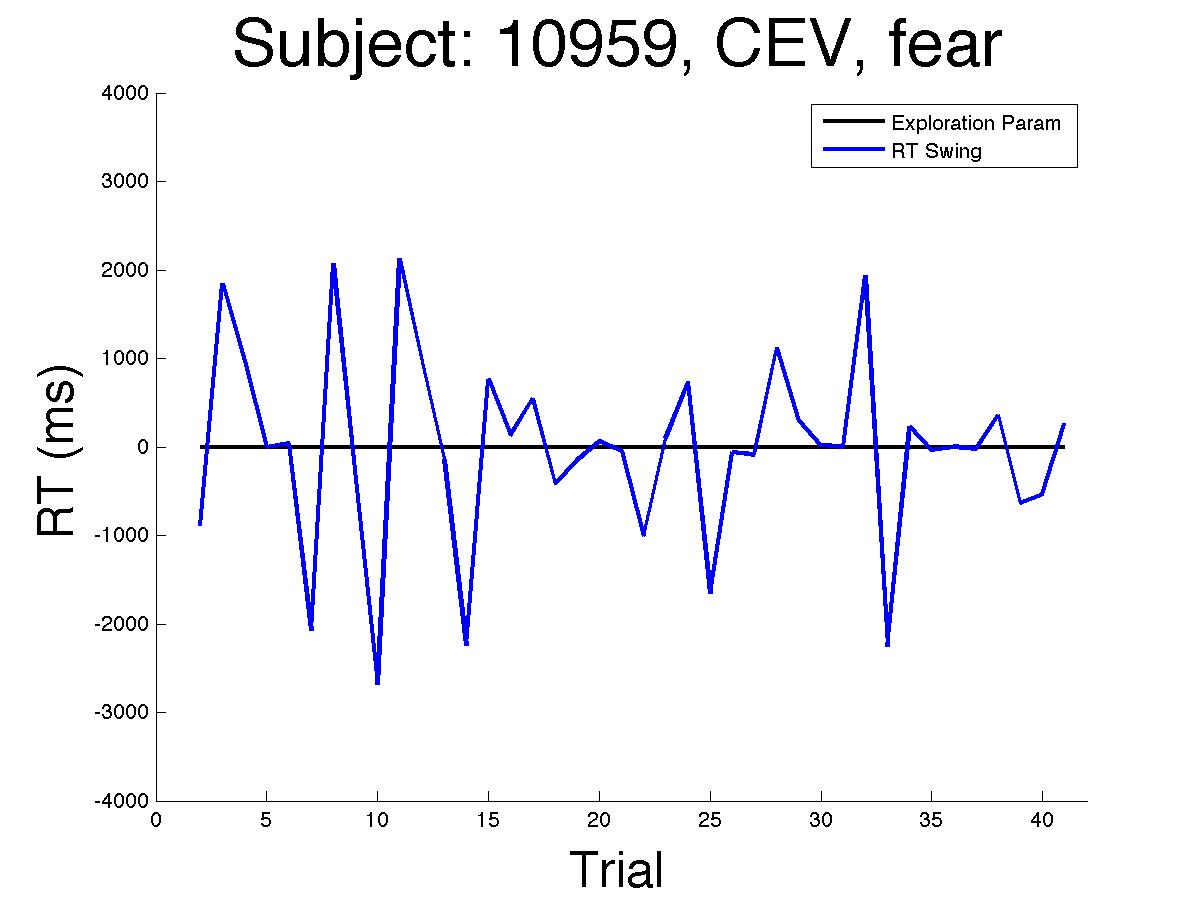 Subject: 10959, CEV, fear
4000
3000
2000
1000
0
-1000
-2000
-3000
-4000
RT (ms)
Exploration Param
RT Swing
0 5 10 15 20 25 30 35 40
Trial